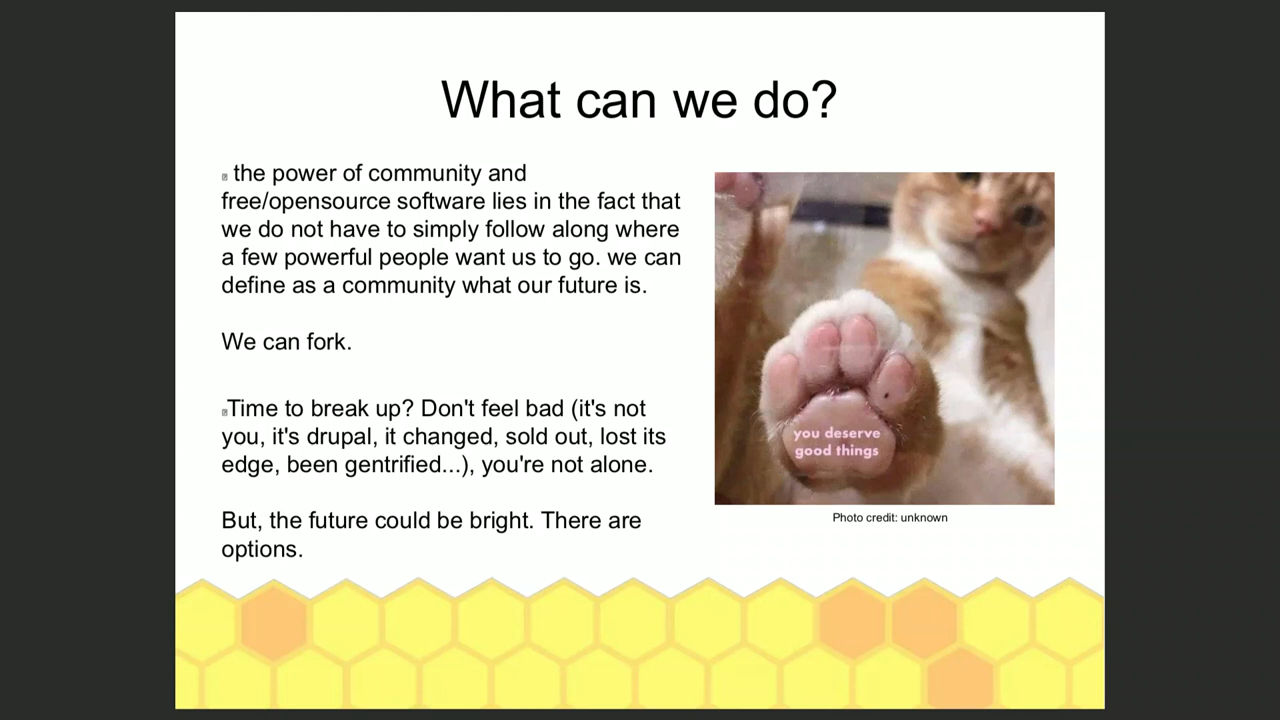 What can we do?
the power of community and
free/opensource software lies in the fact that
we do not have to simply follow along where
a few powerful people want us to go. we can
define as a community what our future is.
We can fork.
Time to break up? Don't feel bad (it's not
you, it's drupal, it changed, sold out, lost its
edge, been gentrified...), you're not alone.
But, the future could be bright. There are
options.
you deserve
good things
Photo credit: unknown